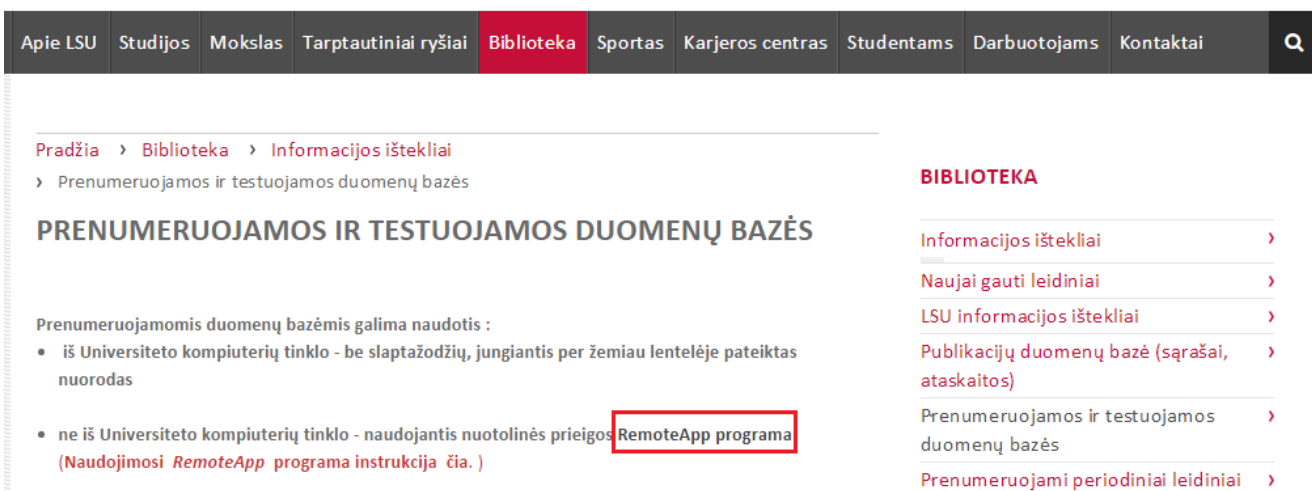 Apie LSU Studijos Mokslas Tarptautiniai ryšiai Biblioteka Sportas Karjeros centras Studentams Darbuotojams Kontaktai
Pradžia › Biblioteka › Informacijos ištekliai
› Prenumeruojamos ir testuojamos duomenų bazės
PRENUMERUOJAMOS IR TESTUOJAMOS DUOMENŲ BAZĖS
Prenumeruojamomis duomenų bazėmis galima naudotis :
• iš Universiteto kompiuterių tinklo - be slaptažodžių, jungiantis per žemiau lentelėje pateiktas
nuorodas
• ne iš Universiteto kompiuterių tinklo - naudojantis nuotolinės prieigos RemoteApp programa
(Naudojimosi RemoteApp programa instrukcija čia. )
BIBLIOTEKA
Informacijos ištekliai ›
Naujai gauti leidiniai ›
LSU informacijos ištekliai ›
Publikacijų duomenų bazė (sąrašai, ›
ataskaitos)
Prenumeruojamos ir testuojamos ›
duomenų bazės
Prenumeruojami periodiniai leidiniai ›